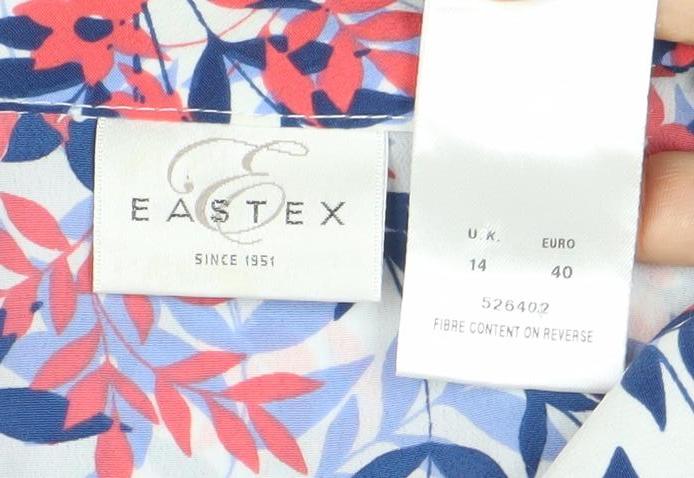 E
EASTEX
SINCE 1951
U.K. EURO
14 40
526402
FIBRE CONTENT ON REVERSE